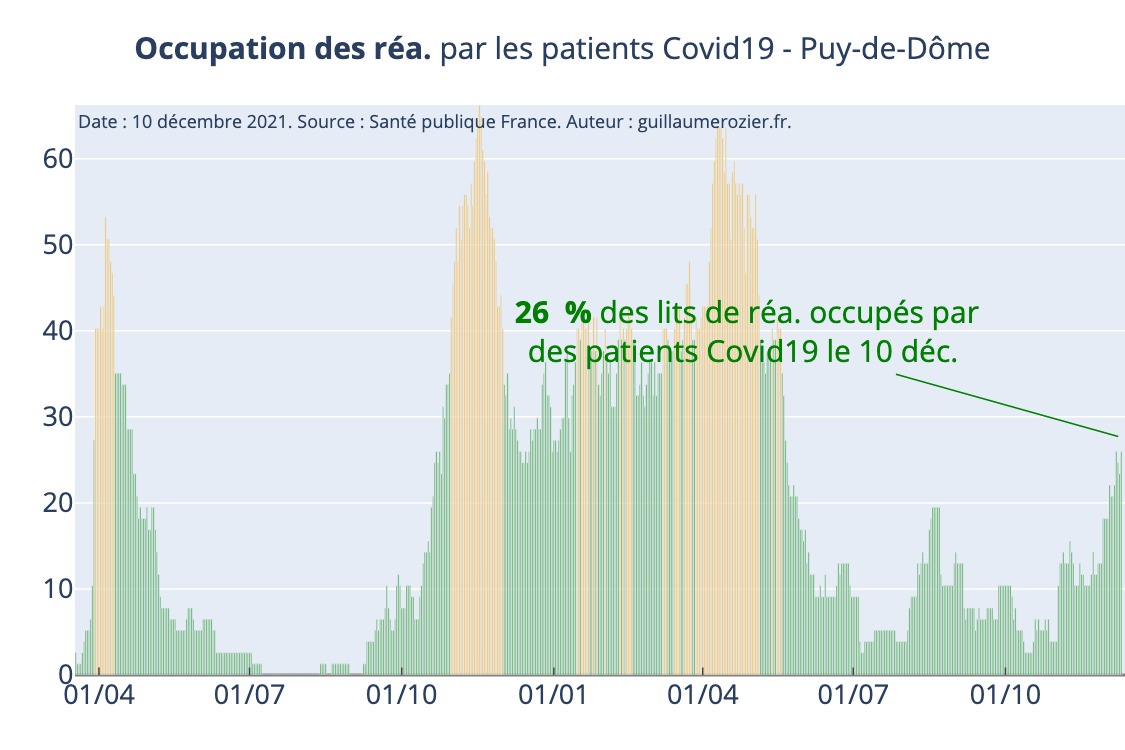 Occupation des réa. par les patients Covid19 - Puy-de-Dôme
Date : 10 décembre 2021. Source : Santé publique France. Auteur : guillaumerozier.fr.
60
50
40
30
20
10
0
26 % des lits de réa. occupés par
des patients Covid19 le 10 déc.
01/04 01/07 01/10 01/01 01/04 01/07 01/10